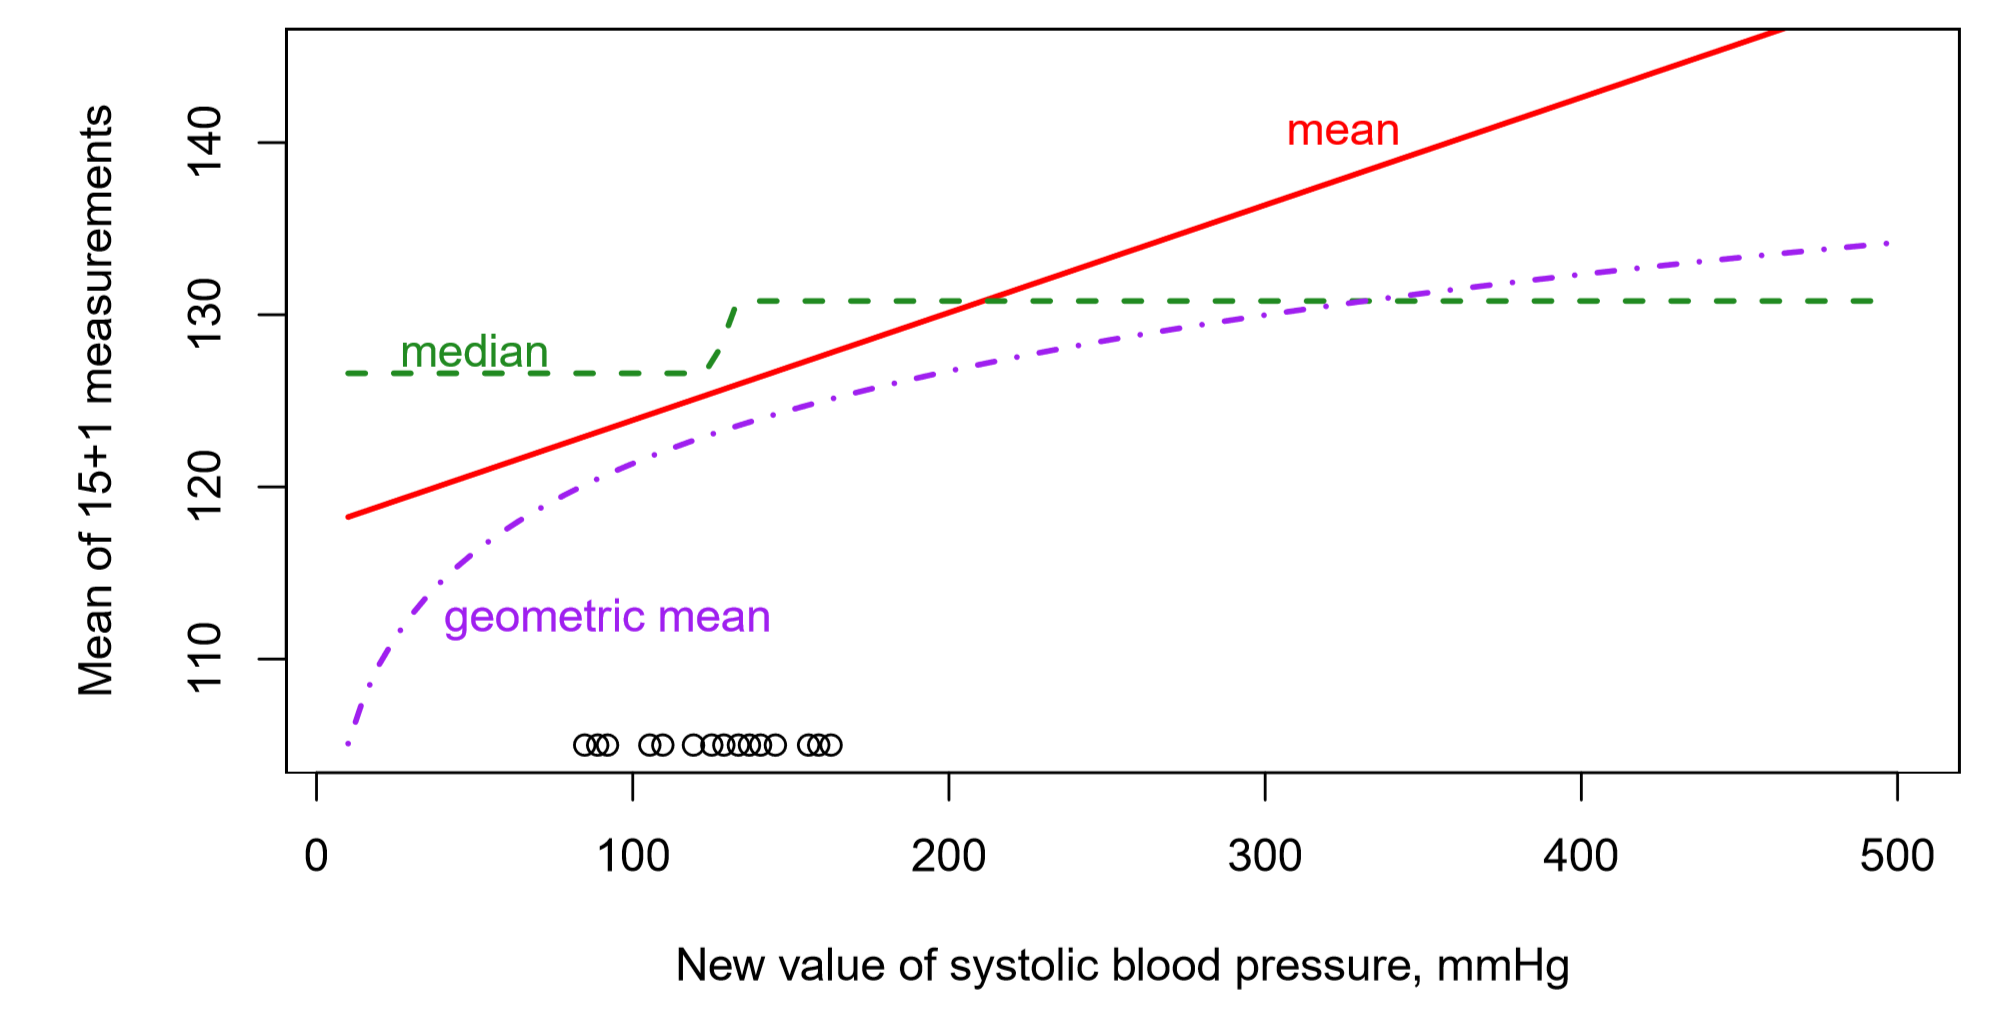 Mean of 15+1 measurements
140
130
120
110
mean
median
geometric mean
0 100 200 300 400 500
New value of systolic blood pressure, mmHg